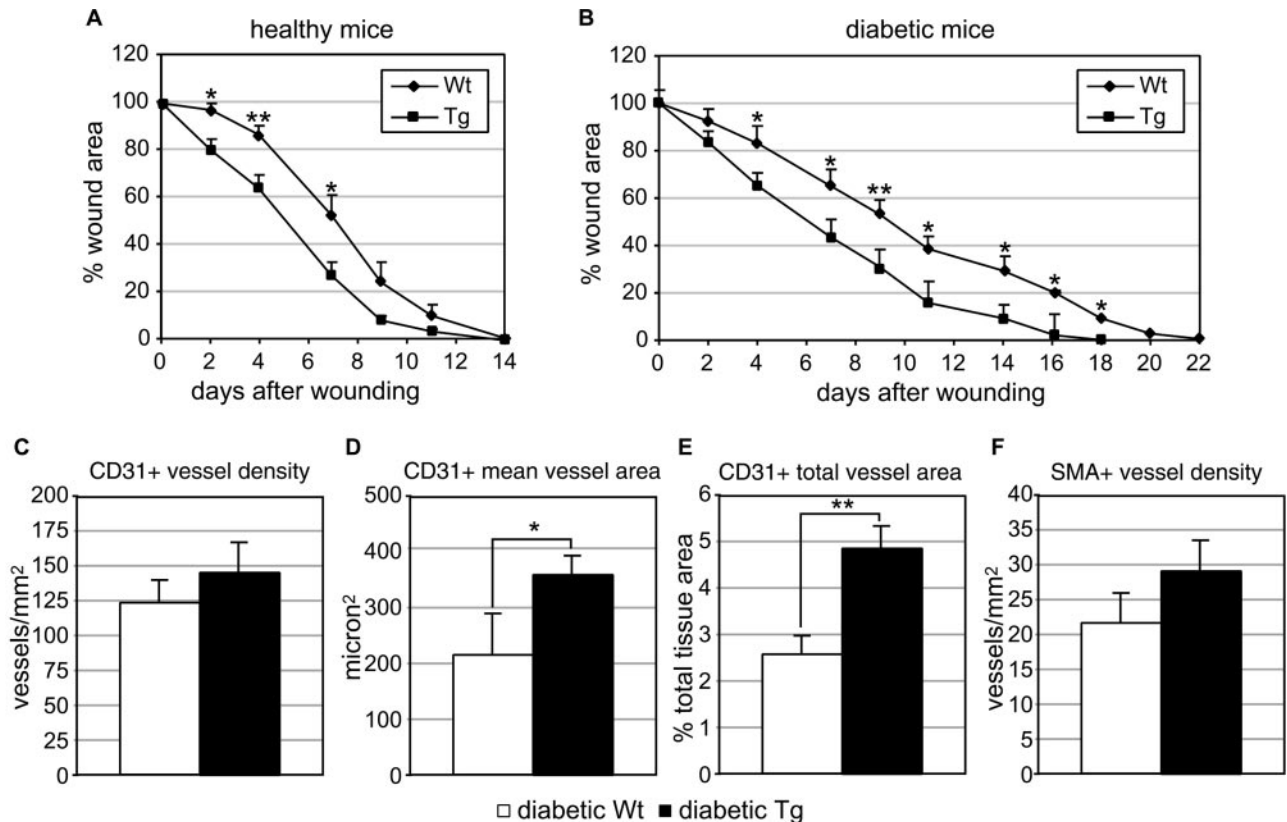 A
healthy mice
% wound area
120
100
80
60
40
20
0
0 2 4 6 8 10 12 14
days after wounding
Wt
Tg
*
**
*
B
diabetic mice
% wound area
120
100
80
60
40
20
0
0 2 4 6 8 10 12 14 16 18 20 22
days after wounding
Wt
Tg
*
*
**
*
*
*
*
C
CD31+ vessel density
vessels/mm²
200
175
150
125
100
75
50
25
0
D
CD31+ mean vessel area
micron²
500
400
300
200
100
0
*
E
CD31+ total vessel area
% total tissue area
6
5
4
3
2
1
0
**
F
SMA+ vessel density
vessels/mm²
40
35
30
25
20
15
10
5
0
diabetic Wt diabetic Tg